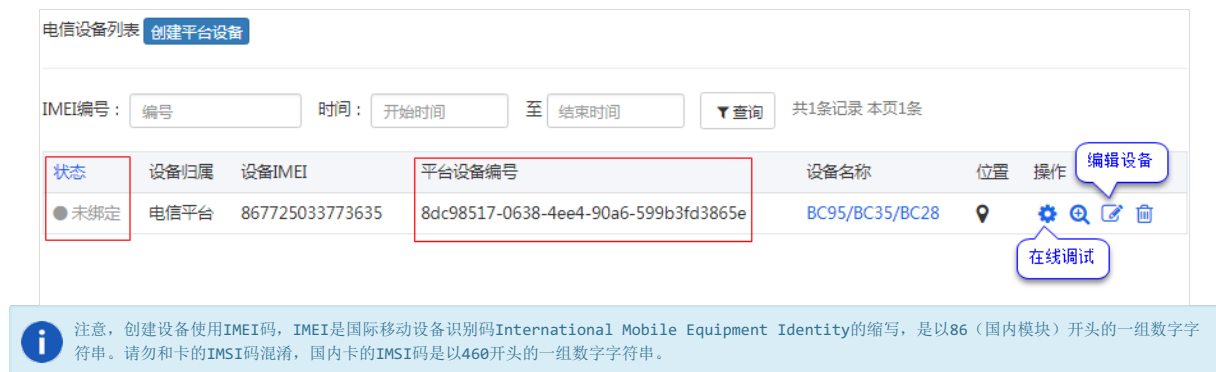 电信设备列表 创建平台设备
IMEI编号： 编号 时间： 开始时间 至 结束时间 查询 共1条记录 本页1条
编辑设备
状态 设备归属 设备IMEI 平台设备编号 设备名称 位置 操作
未绑定 电信平台 867725033773635 8dc98517-0638-4ee4-90a6-599b3fd3865e BC95/BC35/BC28
在线调试
注意，创建设备使用IMEI码，IMEI是国际移动设备识别码International Mobile Equipment Identity的缩写，是以86（国内模块）开头的一组数字字
符串。请勿和卡的IMSI码混淆，国内卡的IMSI码是以460开头的一组数字字符串。